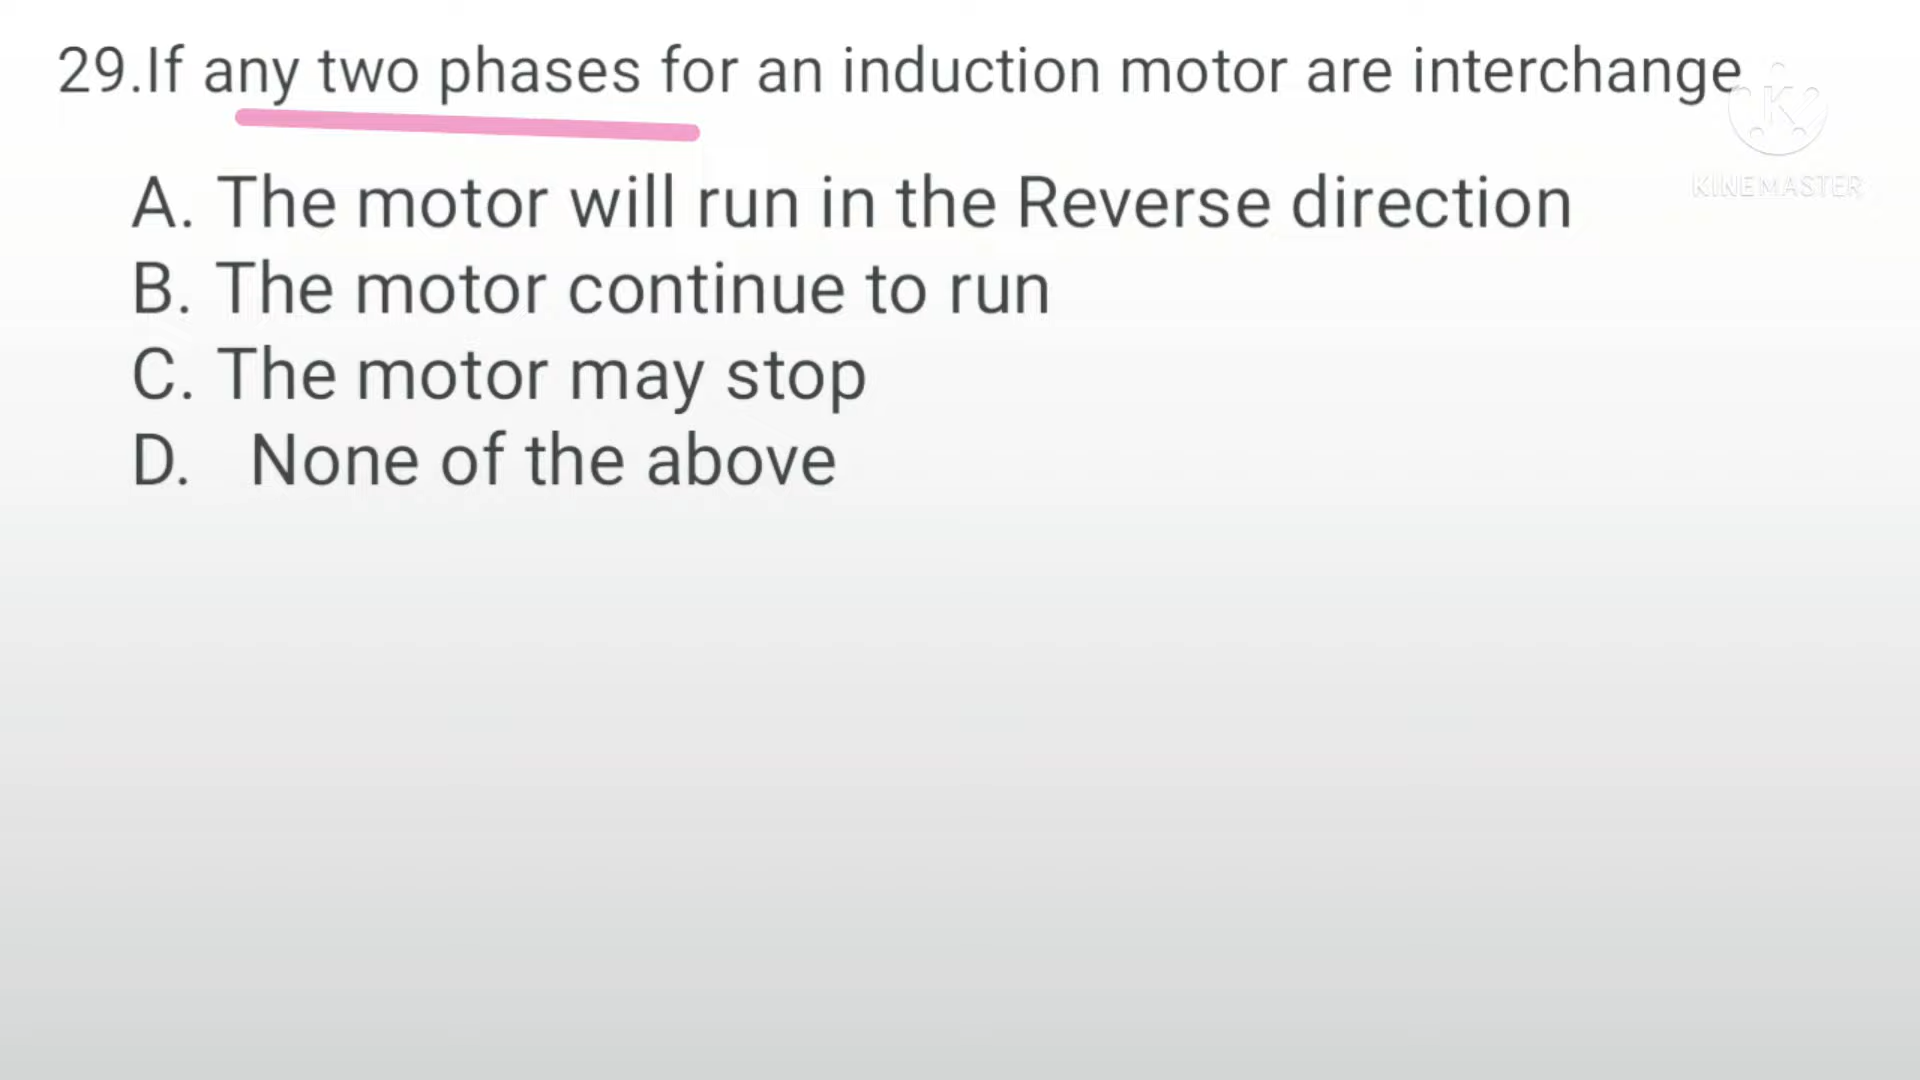 29.If any two phases for an induction motor are interchange
A. The motor will run in the Reverse direction
B. The motor continue to run
C. The motor may stop
D. None of the above
K
KINEMASTER